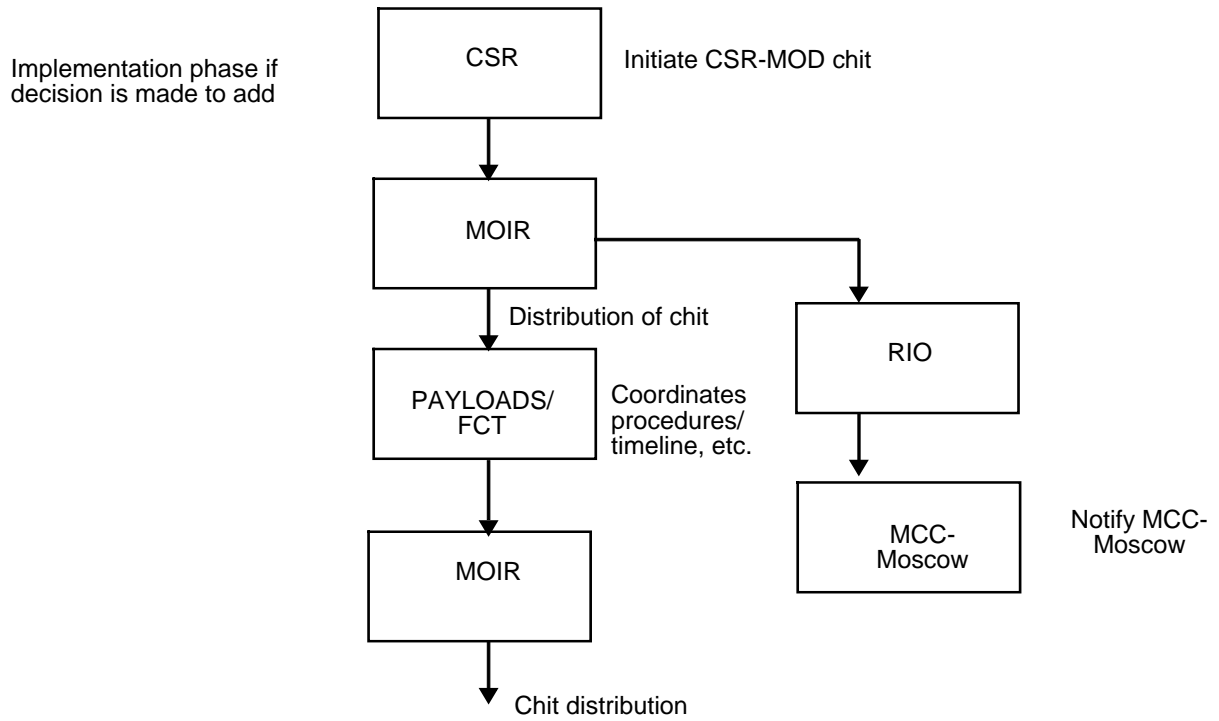 Implementation phase if
decision is made to add
CSR
Initiate CSR-MOD chit
MOIR
Distribution of chit
RIO
PAYLOADS/
FCT
Coordinates
procedures/
timeline, etc.
MCC-
Moscow
Notify MCC-
Moscow
MOIR
Chit distribution